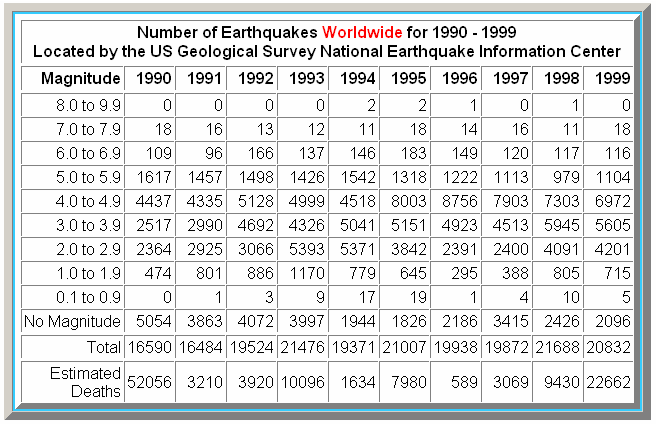 Number of Earthquakes Worldwide for 1990 - 1999
Located by the US Geological Survey National Earthquake Information Center
Magnitude 1990 1991 1992 1993 1994 1995 1996 1997 1998 1999
8.0 to 9.9 0 0 0 0 2 2 1 0 1 0
7.0 to 7.9 18 16 13 12 11 18 14 16 11 18
6.0 to 6.9 109 96 166 137 146 183 149 120 117 116
5.0 to 5.9 1617 1457 1498 1426 1542 1318 1222 1113 979 1104
4.0 to 4.9 4437 4335 5128 4999 4518 8003 8756 7903 7303 6972
3.0 to 3.9 2517 2990 4692 4326 5041 5151 4923 4513 5945 5605
2.0 to 2.9 2364 2925 3066 5393 5371 3842 2391 2400 4091 4201
1.0 to 1.9 474 801 886 1170 779 645 295 388 805 715
0.1 to 0.9 0 1 3 9 17 19 1 4 10 5
No Magnitude 5054 3863 4072 3997 1944 1826 2186 3415 2426 2096
Total 16590 16484 19524 21476 19371 21007 19938 19872 21688 20832
Estimated
Deaths 52056 3210 3920 10096 1634 7980 589 3069 9430 22662